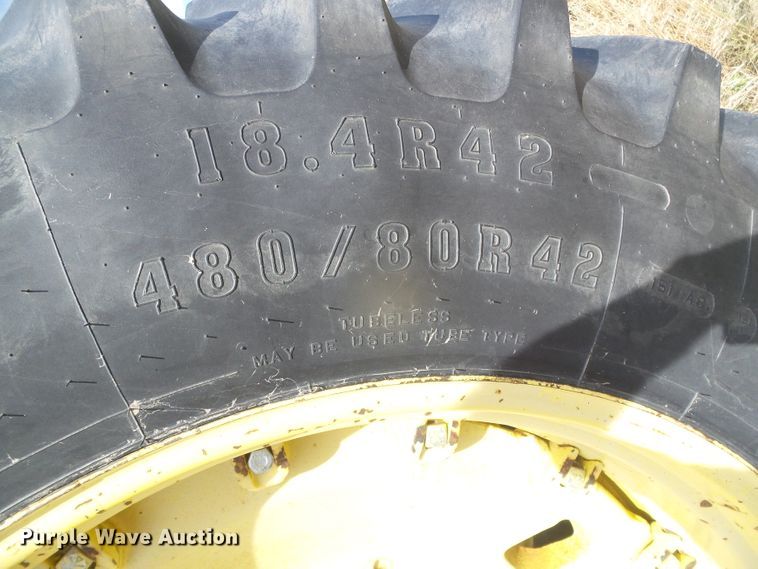 18.4R42
480/80R42
TUBELESS
MAY BE USED TUBE TYPE
Purple Wave Auction